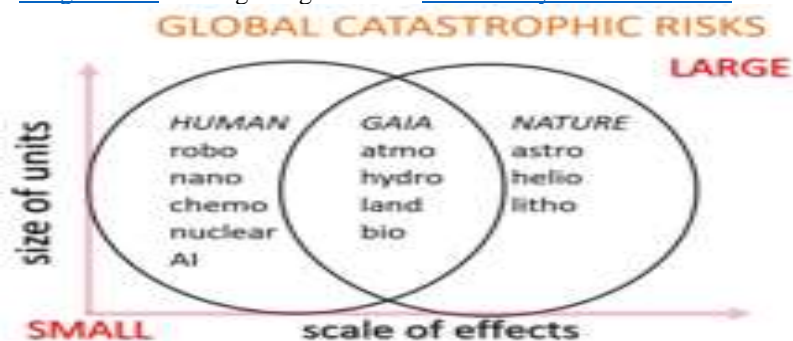 GLOBAL CATASTROPHIC RISKS
LARGE
size of units
HUMAN
robo
nano
chemo
nuclear
AI
GAIA
atmo
hydro
land
bio
NATURE
astro
helio
litho
SMALL
scale of effects